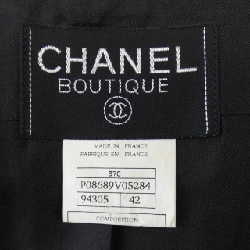 CHANEL
BOUTIQUE
MADE IN FRANCE
FABRIQUE EN FRANCE
97C
P08689V05284
94305 42
COMPOSITION